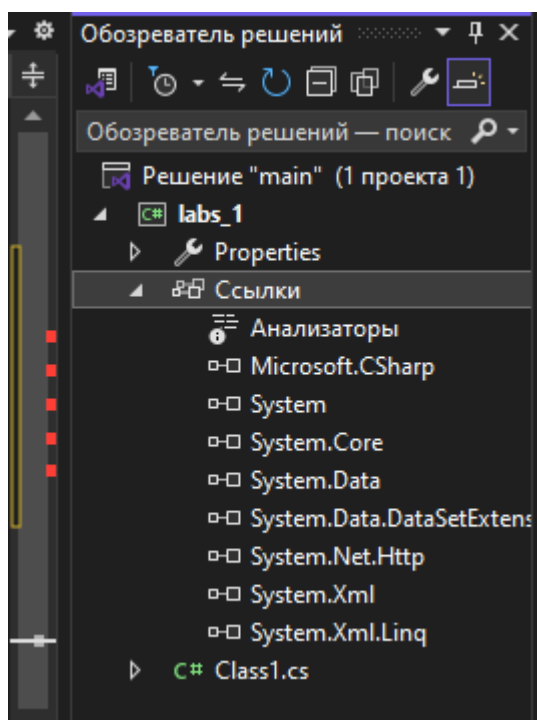 Обозреватель решений
Обозреватель решений — поиск
Решение "main" (1 проекта 1)
C# labs_1
Properties
Ссылки
Анализаторы
Microsoft.CSharp
System
System.Core
System.Data
System.Data.DataSetExtens
System.Net.Http
System.Xml
System.Xml.Linq
C# Class1.cs